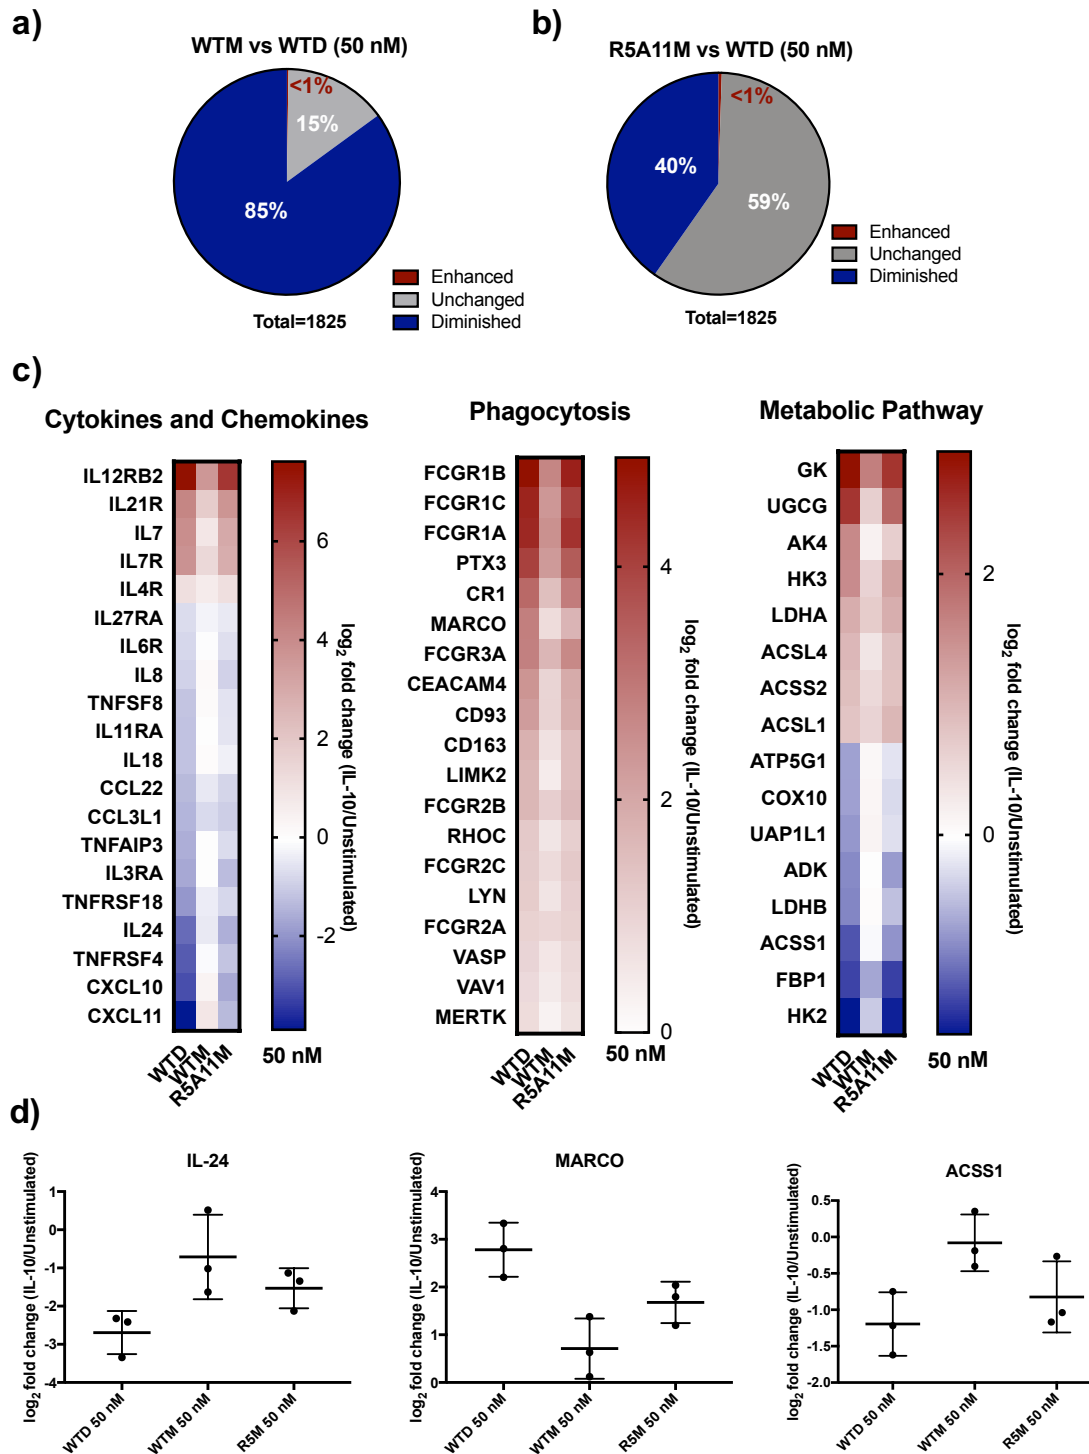 a)
WTM vs WTD (50 nM)
<1%
15%
85%
Enhanced
Unchanged
Diminished
Total=1825
b)
R5A11M vs WTD (50 nM)
<1%
40%
59%
Enhanced
Unchanged
Diminished
Total=1825
c)
Cytokines and Chemokines
IL12RB2
IL21R
IL7
IL7R
IL4R
IL27RA
IL6R
IL8
TNFSF8
IL11RA
IL18
CCL22
CCL3L1
TNFAIP3
IL3RA
TNFRSF18
IL24
TNFRSF4
CXCL10
CXCL11
WTD
WTM
R5A11M
6
4
2
0
-2
log2 fold change (IL-10/Unstimulated)
50 nM
Phagocytosis
FCGR1B
FCGR1C
FCGR1A
PTX3
CR1
MARCO
FCGR3A
CEACAM4
CD93
CD163
LIMK2
FCGR2B
RHOC
FCGR2C
LYN
FCGR2A
VASP
VAV1
MERTK
WTD
WTM
R5A11M
4
2
0
log2 fold change (IL-10/Unstimulated)
50 nM
Metabolic Pathway
GK
UGCG
AK4
HK3
LDHA
ACSL4
ACSS2
ACSL1
ATP5G1
COX10
UAP1L1
ADK
LDHB
ACSS1
FBP1
HK2
WTD
WTM
R5A11M
2
0
log2 fold change (IL-10/Unstimulated)
50 nM
d)
IL-24
log2 fold change (IL-10/Unstimulated)
1
0
-1
-2
-3
-4
WTD 50 nM
WTM 50 nM
R5M 50 nM
MARCO
log2 fold change (IL-10/Unstimulated)
4
3
2
1
0
WTD 50 nM
WTM 50 nM
R5M 50 nM
ACSS1
log2 fold change (IL-10/Unstimulated)
0.5
0.0
-0.5
-1.0
-1.5
-2.0
WTD 50 nM
WTM 50 nM
R5M 50 nM